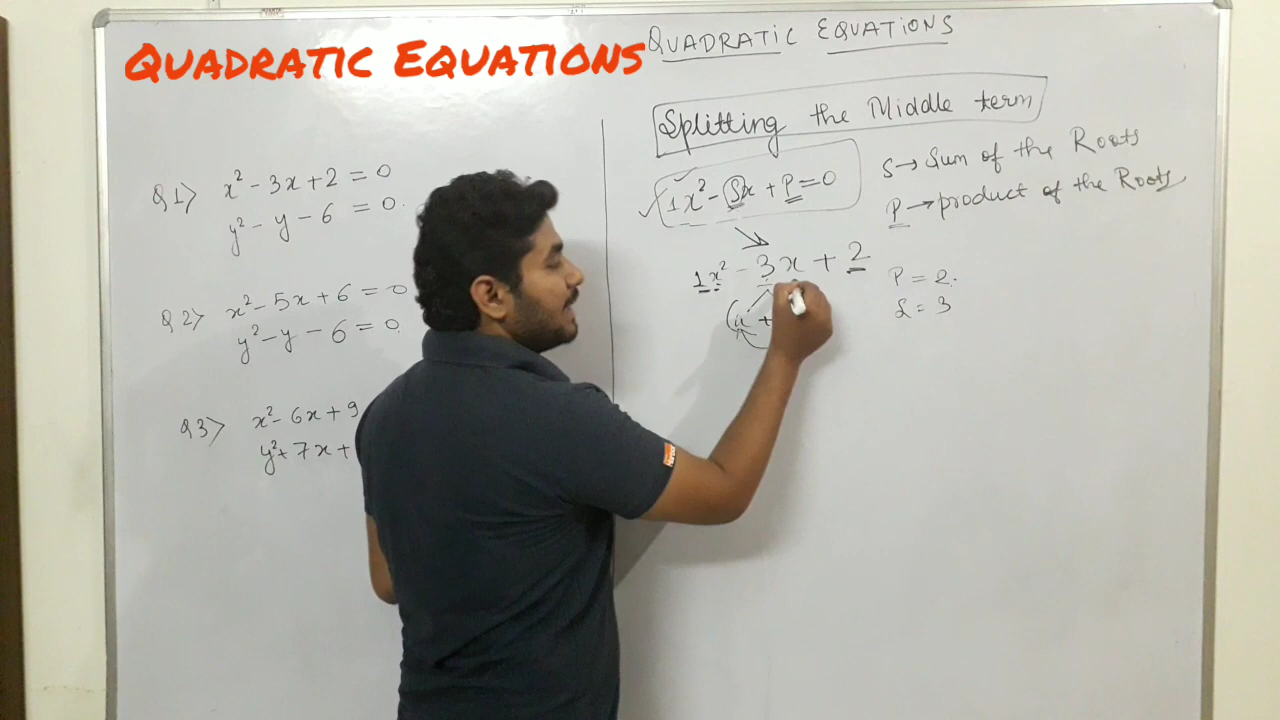 Quadratic Equations
QUADRATIC EQUATIONS
Splitting the Middle term
1x² - Sx + P = 0
S → Sum of the Roots
P → product of the Roots
1x² - 3x + 2
P = 2.
S = 3
a +
Q1> x² - 3x + 2 = 0
y² - y - 6 = 0.
Q2> x² - 5x + 6 = 0
y² - y - 6 = 0.
Q3> x² - 6x + 9
y² + 7x +